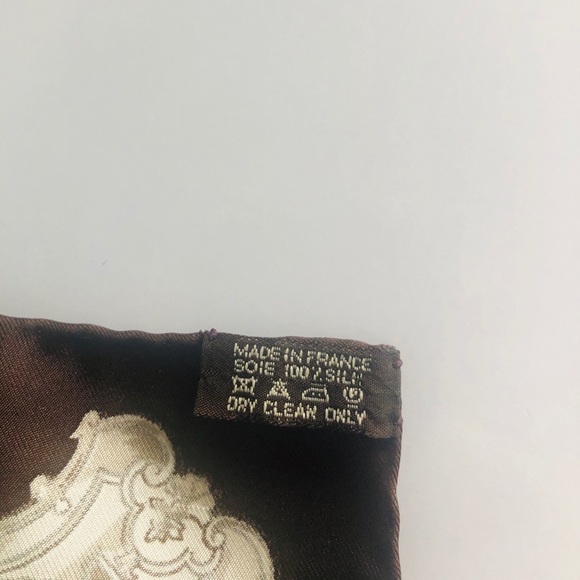 MADE IN FRANCE
SOIE 100% SILK
DRY CLEAN ONLY